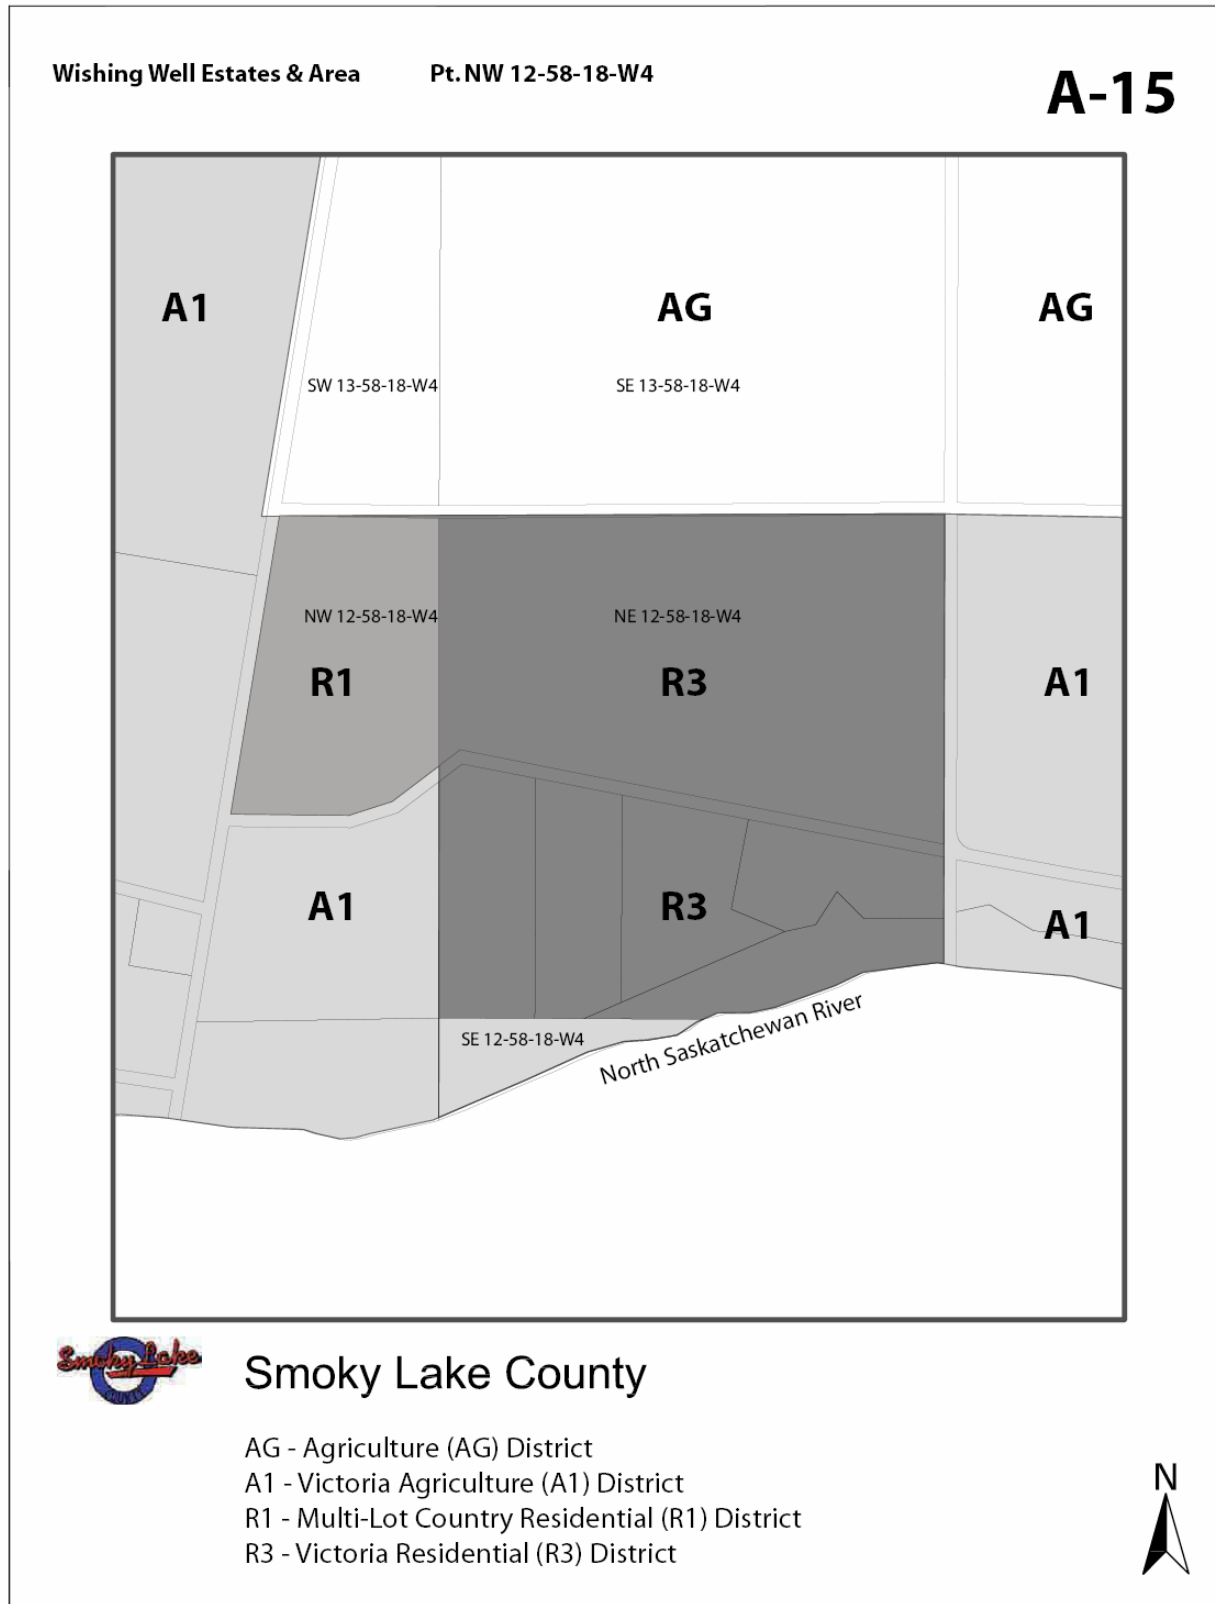 Wishing Well Estates & Area Pt. NW 12-58-18-W4
A-15
A1
AG
AG
SW 13-58-18-W4
SE 13-58-18-W4
NW 12-58-18-W4
NE 12-58-18-W4
R1
R3
A1
A1
R3
A1
SE 12-58-18-W4
North Saskatchewan River
Smoky Lake
Smoky Lake County
AG - Agriculture (AG) District
A1 - Victoria Agriculture (A1) District
R1 - Multi-Lot Country Residential (R1) District
R3 - Victoria Residential (R3) District
N